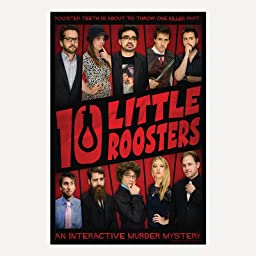 ROOSTER TEETH IS ABOUT TO THROW ONE KILLER PARTY
10 LITTLE
ROOSTERS
AN INTERACTIVE MURDER MYSTERY